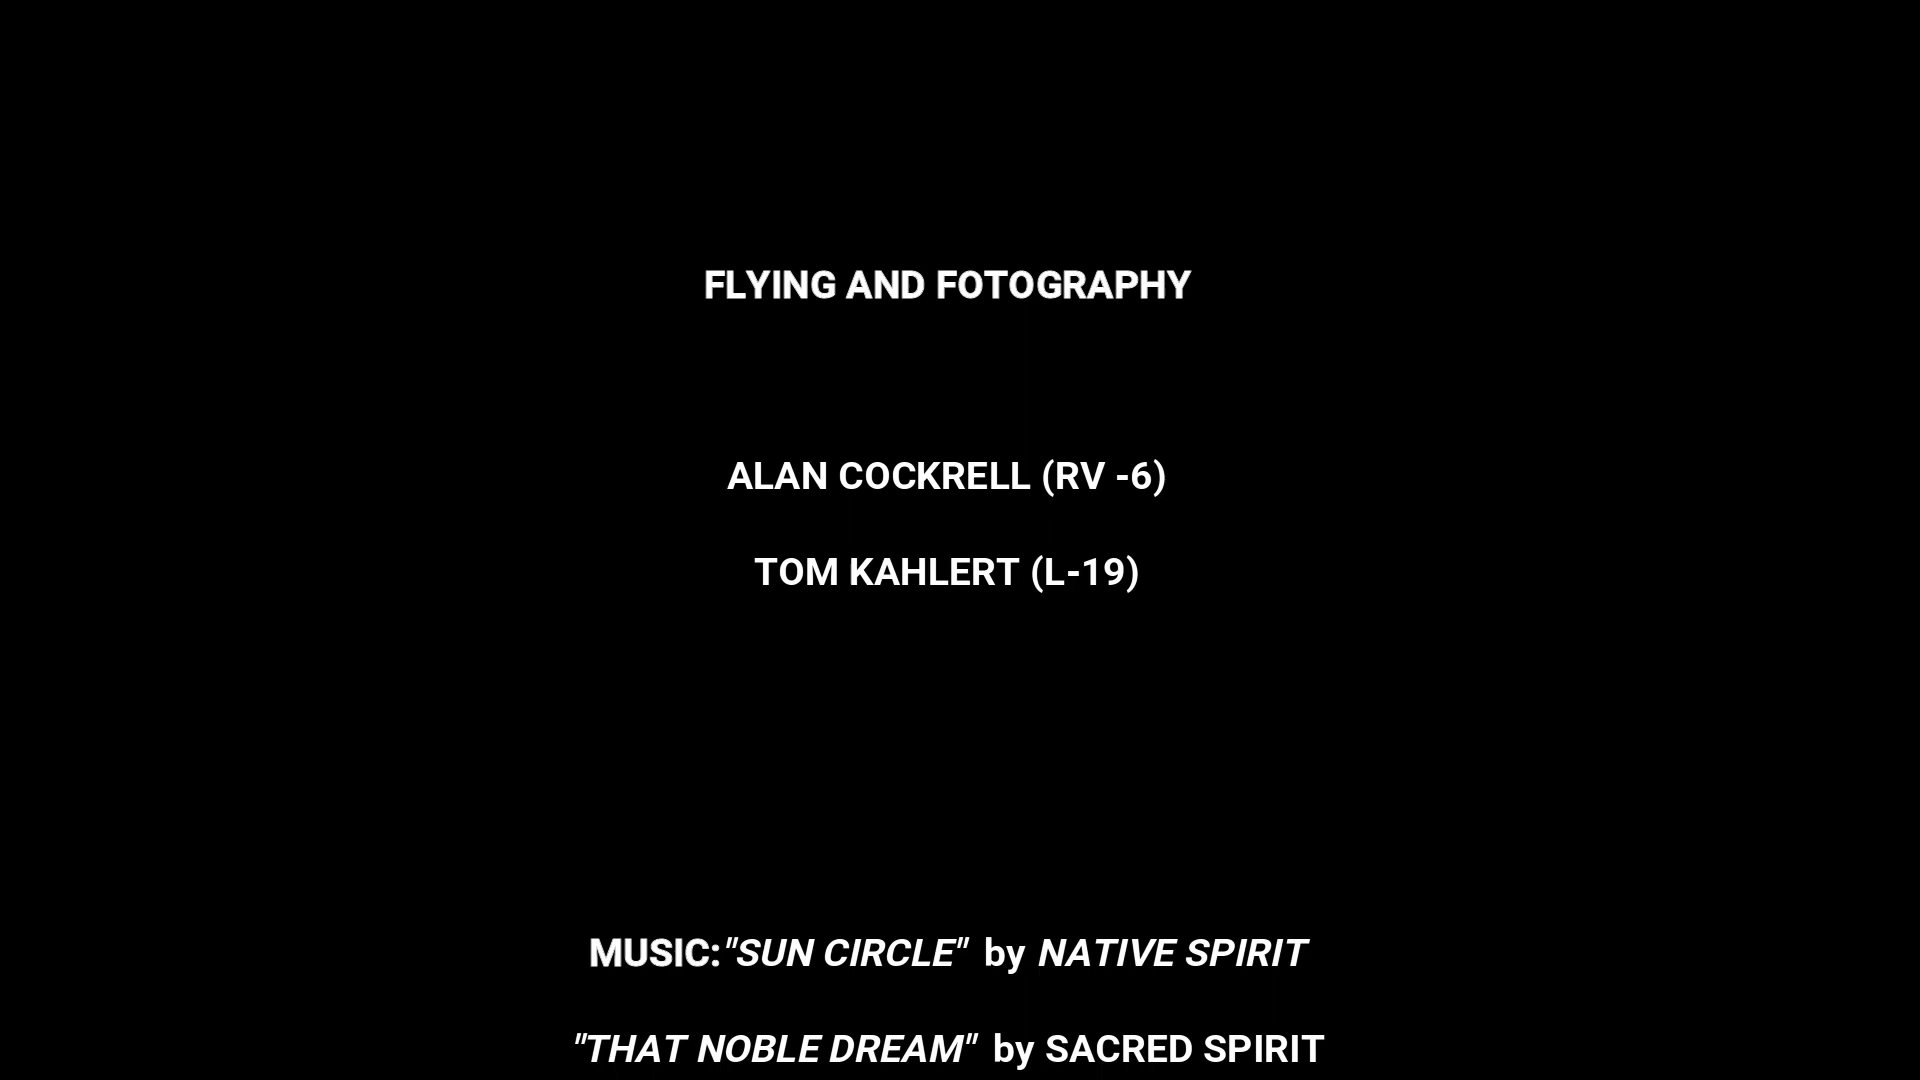 FLYING AND FOTOGRAPHY
ALAN COCKRELL (RV -6)
TOM KAHLERT (L-19)
MUSIC:"SUN CIRCLE" by NATIVE SPIRIT
"THAT NOBLE DREAM" by SACRED SPIRIT